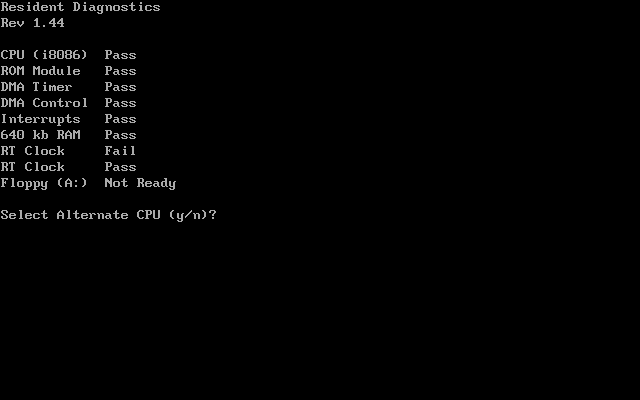 Resident Diagnostics
Rev 1.44
CPU (i8086) Pass
ROM Module Pass
DMA Timer Pass
DMA Control Pass
Interrupts Pass
640 kb RAM Pass
RT Clock Fail
RT Clock Pass
Floppy (A:) Not Ready
Select Alternate CPU (y/n)?